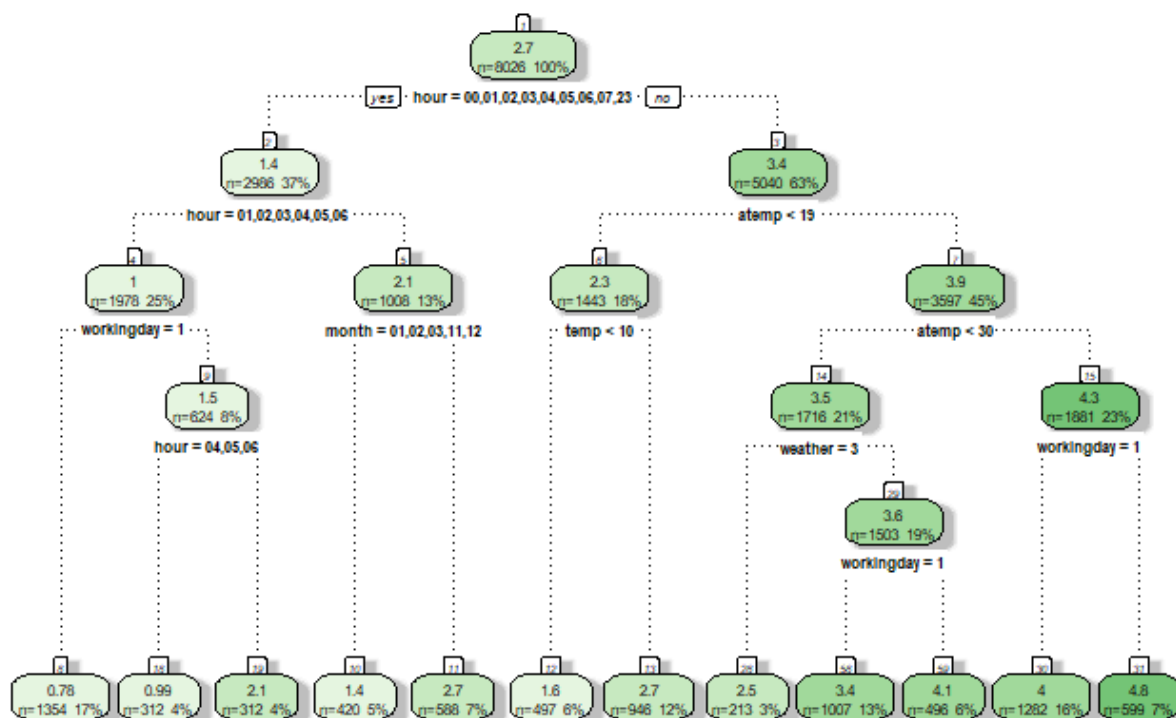 1
2.7
n=8026 100%
yes hour = 00,01,02,03,04,05,06,07,23 no
2
3
1.4
n=2986 37%
3.4
n=5040 63%
hour = 01,02,03,04,05,06
atemp < 19
4
5
6
7
1
n=1978 25%
2.1
n=1008 13%
2.3
n=1443 18%
3.9
n=3597 45%
workingday = 1
month = 01,02,03,11,12
temp < 10
atemp < 30
9
14
15
1.5
n=624 8%
3.5
n=1716 21%
4.3
n=1881 23%
hour = 04,05,06
weather = 3
workingday = 1
29
3.6
n=1503 19%
workingday = 1
8
18
19
10
11
12
13
28
58
59
30
31
0.78
n=1354 17%
0.99
n=312 4%
2.1
n=312 4%
1.4
n=420 5%
2.7
n=588 7%
1.6
n=497 6%
2.7
n=946 12%
2.5
n=213 3%
3.4
n=1007 13%
4.1
n=496 6%
4
n=1282 16%
4.8
n=599 7%